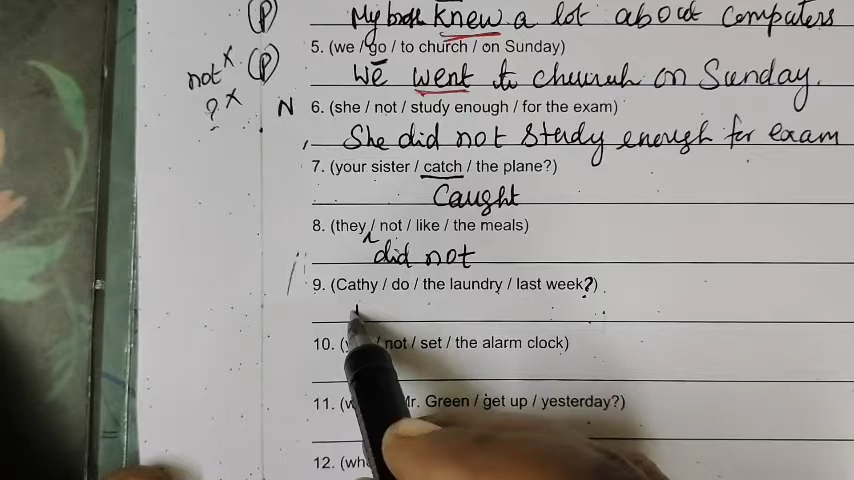 (P) My both knew a lot about computers
5. (we / go / to church / on Sunday)
not x (P) We went to church on Sunday.
? x N 6. (she / not / study enough / for the exam)
She did not study enough for exam
7. (your sister / catch / the plane?)
Caught
8. (they / not / like / the meals)
did not
9. (Cathy / do / the laundry / last week?)
10. ( / not / set / the alarm clock)
11. ( Mr. Green / get up / yesterday?)
12. (wh